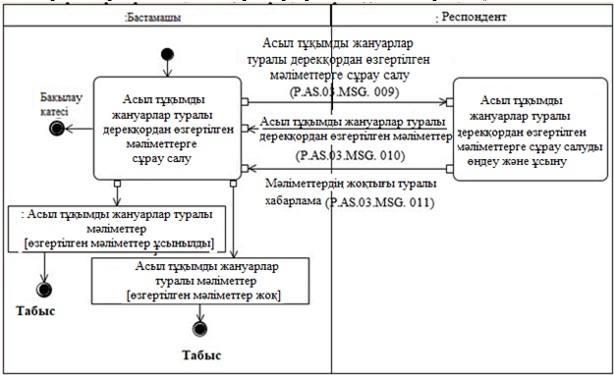 :Бастамашы
: Респондент
Асыл тұқымды жануарлар
туралы дерекқордан өзгертілген
мәліметтерге сұрау салу
(P.AS.03.MSG. 009)
Бақылау
катесі
Асыл тұқымды
жануарлар туралы
дерекқордан өзгертілген
мәліметтерге
сұрау салу
Асыл тұқымды жануарлар туралы
дерекқордан өзгертілген мәліметтер
(P.AS.03.MSG. 010)
Асыл тұқымды
жануарлар туралы
дерекқордан өзгертілген
мәліметтерге сұрау салуды
өңдеу және ұсыну
Мәліметтердің жоқтығы туралы
хабарлама (P.AS.03.MSG. 011)
: Асыл тұқымды жануарлар туралы
мәліметтер
[өзгертілген мәліметтер ұсынылды]
Асыл тұқымды жануарлар
туралы мәліметтер
[өзгертілген мәліметтер жоқ]
Табыс
Табыс